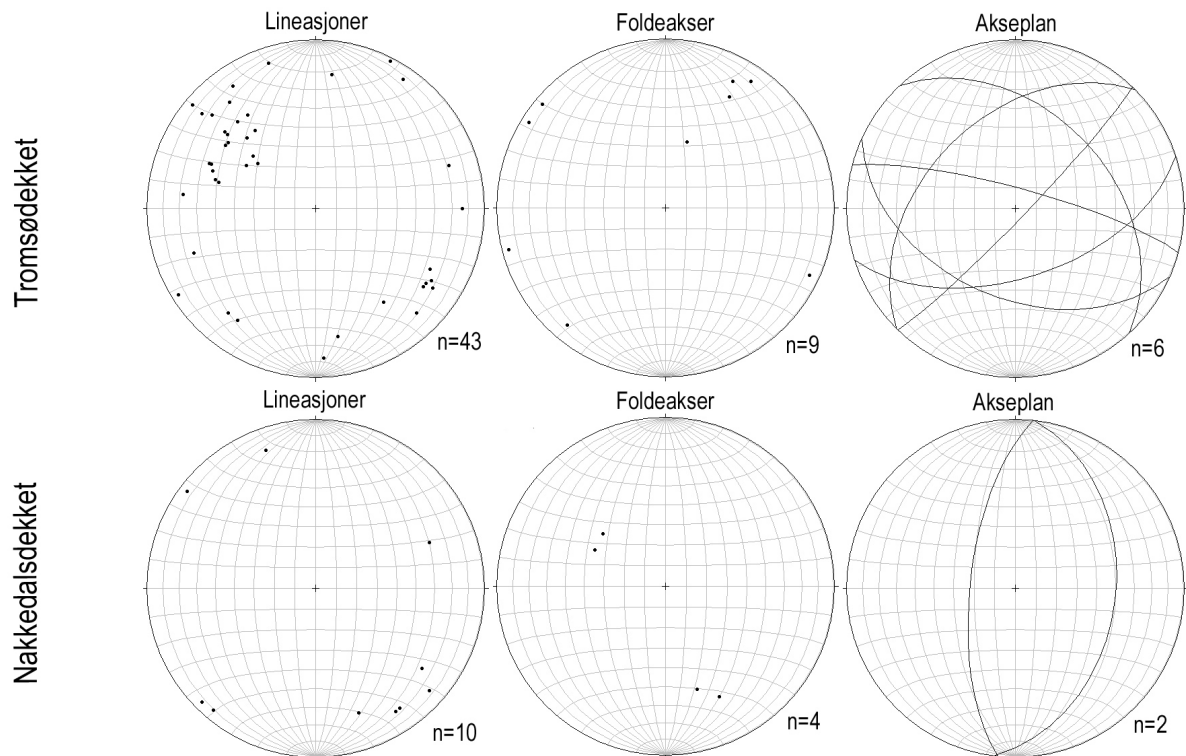 Lineasjoner
Foldeakser
Akseplan
Tromsødekket
n=43
n=9
n=6
Lineasjoner
Foldeakser
Akseplan
Nakkedalsdekket
n=10
n=4
n=2